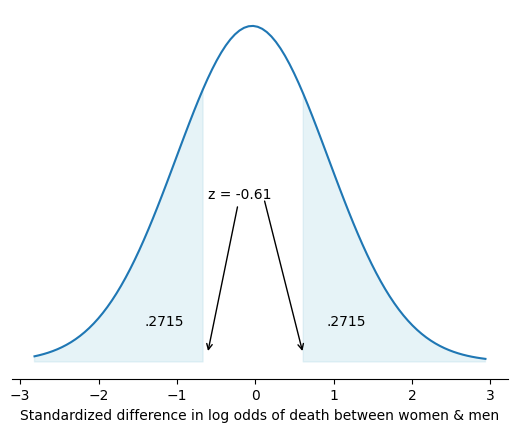 z = -0.61
.2715 .2715
−3 −2 −1 0 1 2 3
Standardized difference in log odds of death between women & men